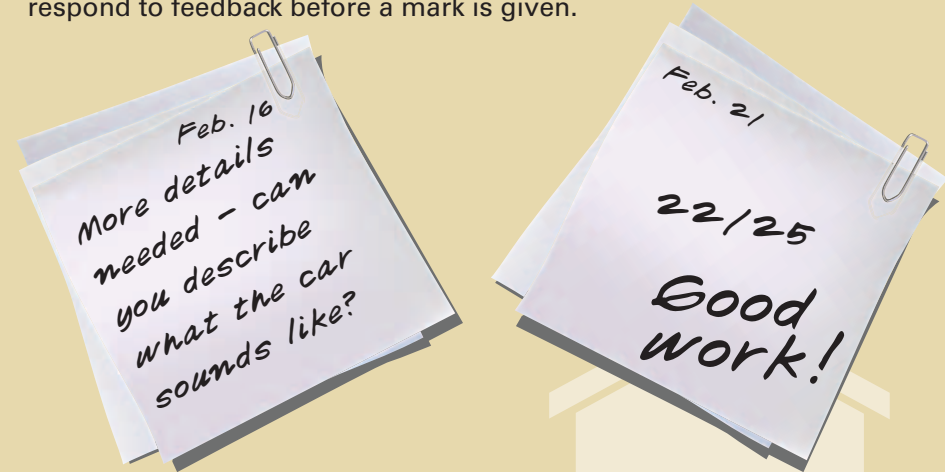 respond to feedback before a mark is given.
Feb. 16
More details
needed – can
you describe
what the car
sounds like?
Feb. 21
22/25
Good
work!